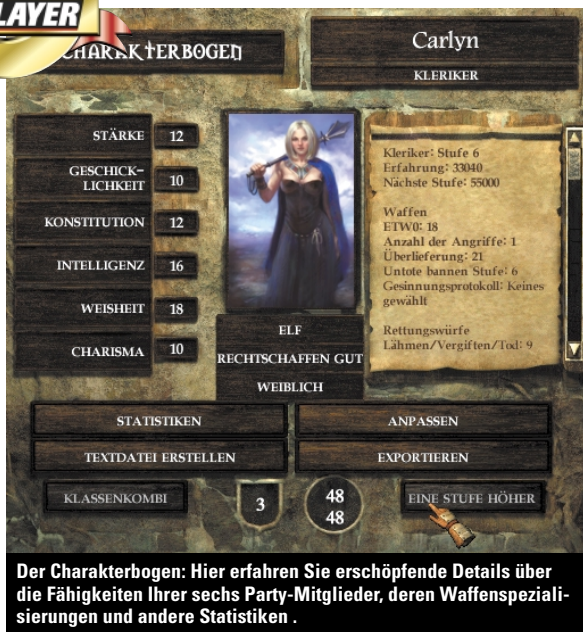 LAYER
CHARAKTERBOGEN
Carlyn
KLERIKER
STÄRKE 12
GESCHICK-
LICHKEIT 10
KONSTITUTION 12
INTELLIGENZ 16
WEISHEIT 18
CHARISMA 10
ELF
RECHTSCHAFFEN GUT
WEIBLICH
Kleriker: Stufe 6
Erfahrung: 33040
Nächste Stufe: 55000
Waffen
ETW0: 18
Anzahl der Angriffe: 1
Überlieferung: 21
Untote bannen Stufe: 6
Gesinnungsprotokoll: Keines
gewählt
Rettungswürfe
Lähmen/Vergiften/Tod: 9
STATISTIKEN
ANPASSEN
TEXTDATEI ERSTELLEN
EXPORTIEREN
KLASSENKOMBI
3
48
48
EINE STUFE HÖHER
Der Charakterbogen: Hier erfahren Sie erschöpfende Details über
die Fähigkeiten Ihrer sechs Party-Mitglieder, deren Waffenspeziali-
sierungen und andere Statistiken .